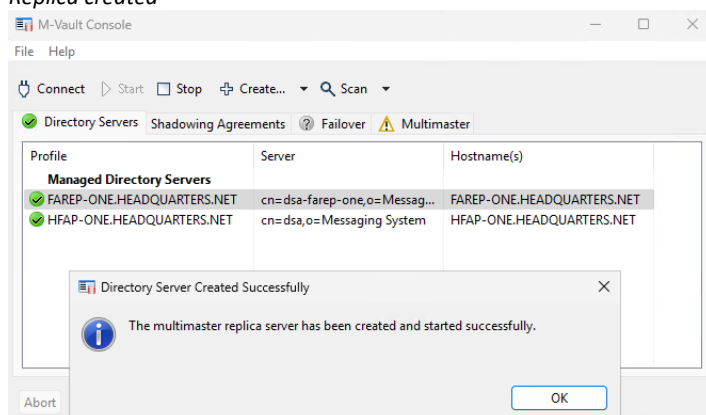 Replica created
M-Vault Console
File Help
Connect Start Stop Create... Scan
Directory Servers Shadowing Agreements Failover Multimaster
Profile Server Hostname(s)
Managed Directory Servers
FAREP-ONE.HEADQUARTERS.NET cn=dsa-farep-one,o=Messag... FAREP-ONE.HEADQUARTERS.NET
HFAP-ONE.HEADQUARTERS.NET cn=dsa,o=Messaging System HFAP-ONE.HEADQUARTERS.NET
Directory Server Created Successfully
The multimaster replica server has been created and started successfully.
OK
Abort